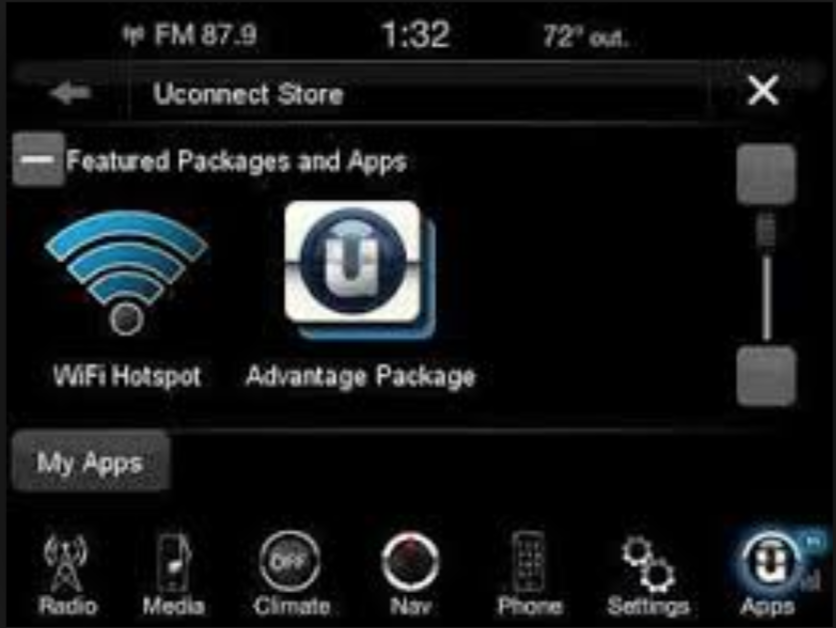 FM 87.9 1:32 72° out.
Uconnect Store
Featured Packages and Apps
WiFi Hotspot Advantage Package
My Apps
OFF
Radio Media Climate Nav Phone Settings Apps